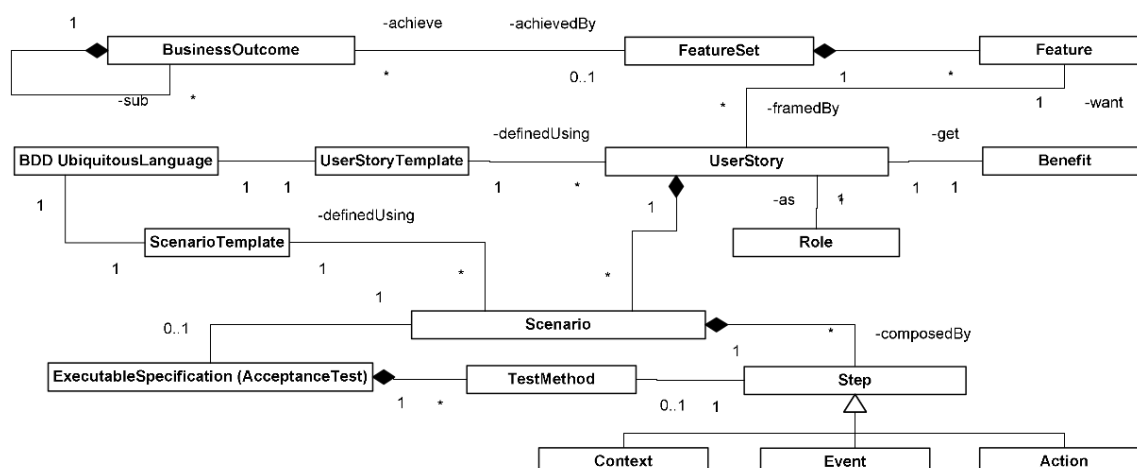 1 -achieve -achievedBy
BusinessOutcome FeatureSet Feature
* 0..1 1 *
-sub * * -framedBy 1 -want
-definedUsing -get
BDD UbiquitousLanguage UserStoryTemplate UserStory Benefit
1 1 1 * 1 1
1 1 -as 1 *
-definedUsing
ScenarioTemplate Role
1 1 * *
1
0..1 Scenario * -composedBy
1
ExecutableSpecification (AcceptanceTest) TestMethod Step
1 * 0..1 1
Context Event Action